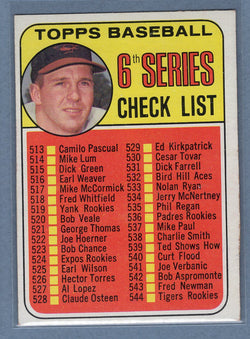 TOPPS BASEBALL
6th SERIES
CHECK LIST
513 Camilo Pascual
514 Mike Lum
515 Dick Green
516 Earl Weaver
517 Mike McCormick
518 Fred Whitfield
519 Yank Rookies
520 Bob Veale
521 George Thomas
522 Joe Hoerner
523 Bob Chance
524 Expos Rookies
525 Earl Wilson
526 Hector Torres
527 Al Lopez
528 Claude Osteen
529 Ed Kirkpatrick
530 Cesar Tovar
531 Dick Farrell
532 Bird Hill Aces
533 Nolan Ryan
534 Jerry McNertney
535 Phil Regan
536 Padres Rookies
537 Mike Paul
538 Charlie Smith
539 Ted Shows How
540 Curt Flood
541 Joe Verbanic
542 Bob Aspromonte
543 Fred Newman
544 Tigers Rookies